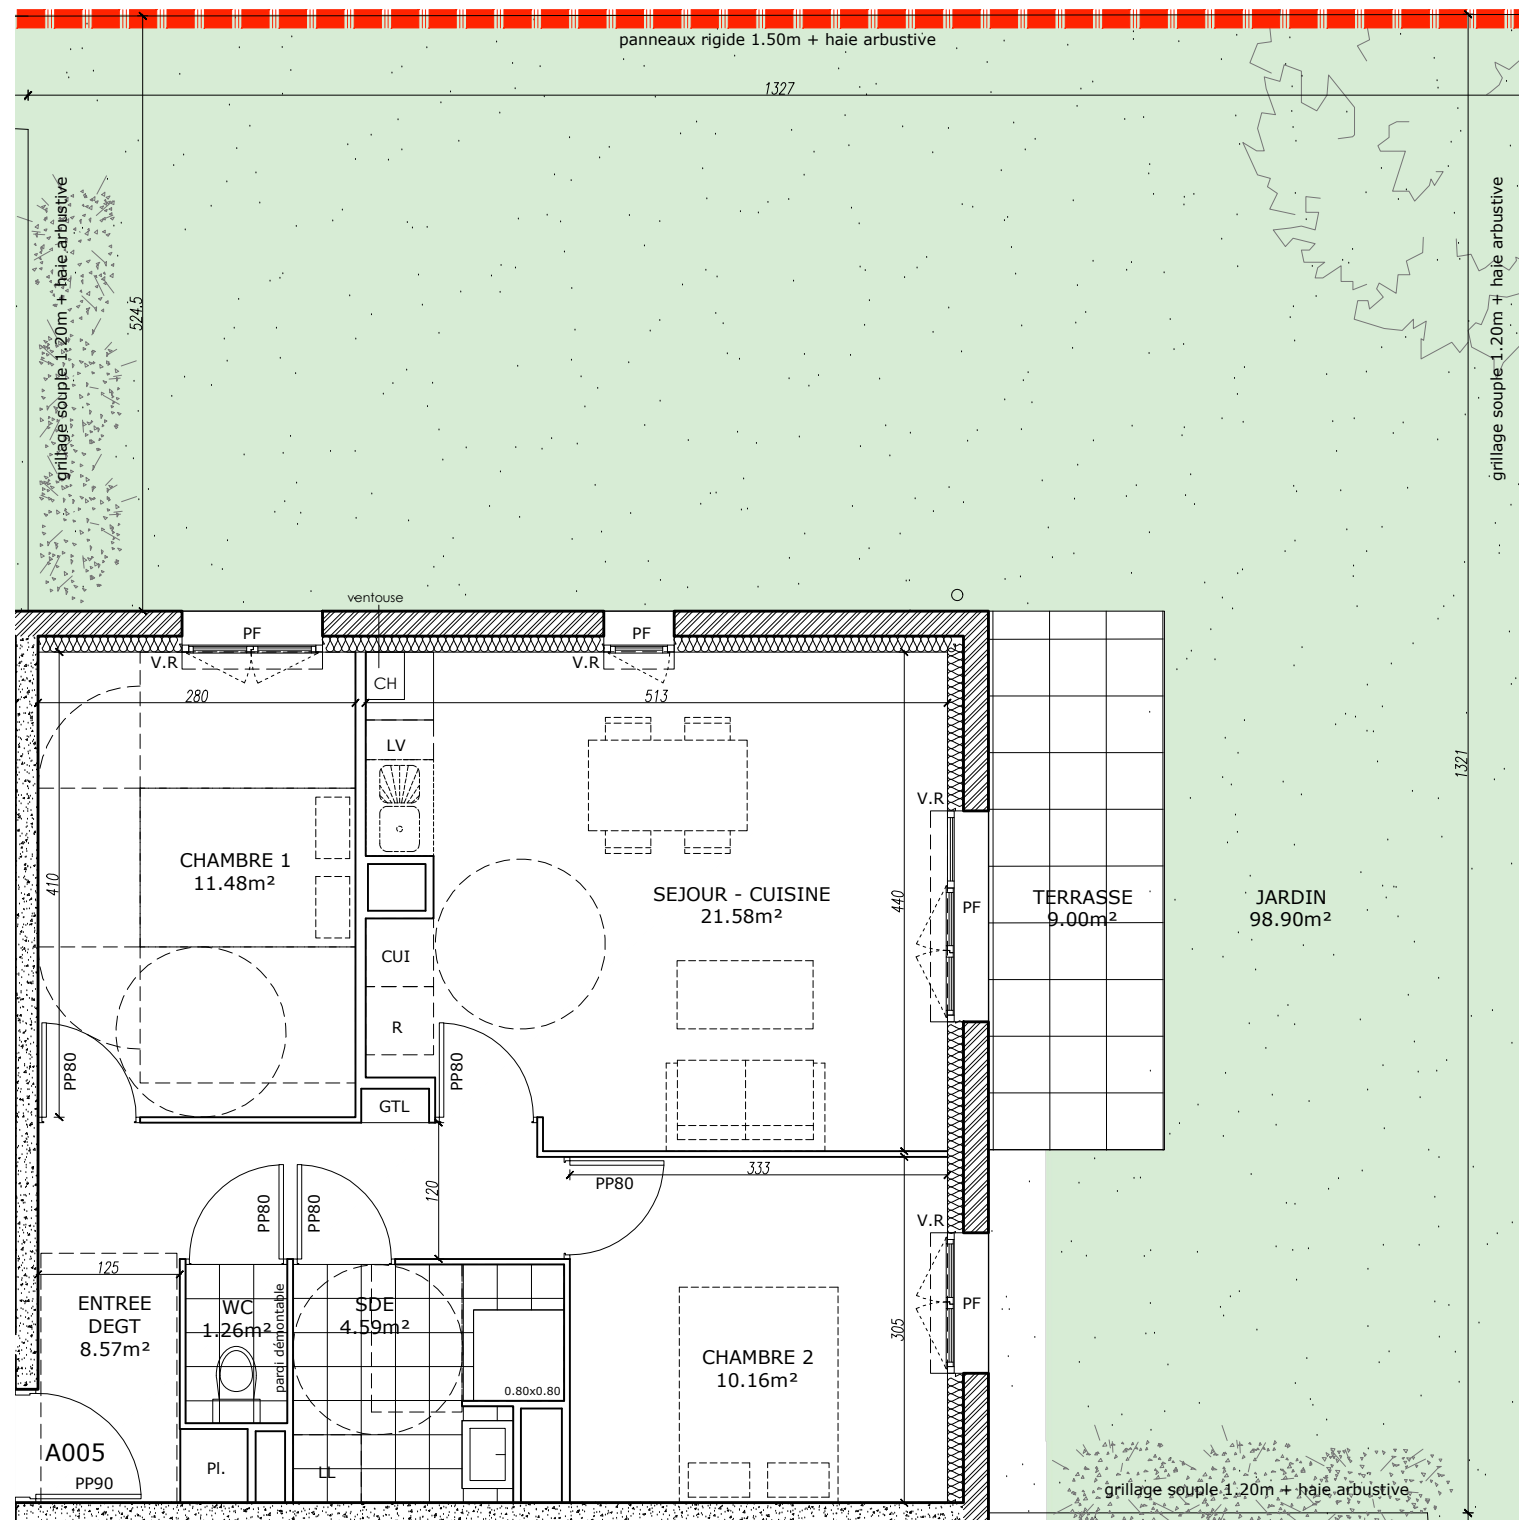 panneaux rigide 1.50m + haie arbustive
1327
grillage souple 1.20m + haie arbustive
524.5
grillage souple 1.20m + haie arbustive
ventouse
PF
PF
V.R
V.R
CH
280
513
LV
V.R
1321
CHAMBRE 1
11.48m²
410
SEJOUR - CUISINE
21.58m²
440
PF
TERRASSE
9.00m²
JARDIN
98.90m²
CUI
R
PP80
PP80
GTL
333
PP80
120
PP80
PP80
V.R
125
ENTREE
DEGT
8.57m²
WC
1.26m²
paroi démontable
SDE
4.59m²
PF
305
CHAMBRE 2
10.16m²
0.80x0.80
A005
PP90
Pl.
LL
grillage souple 1.20m + haie arbustive